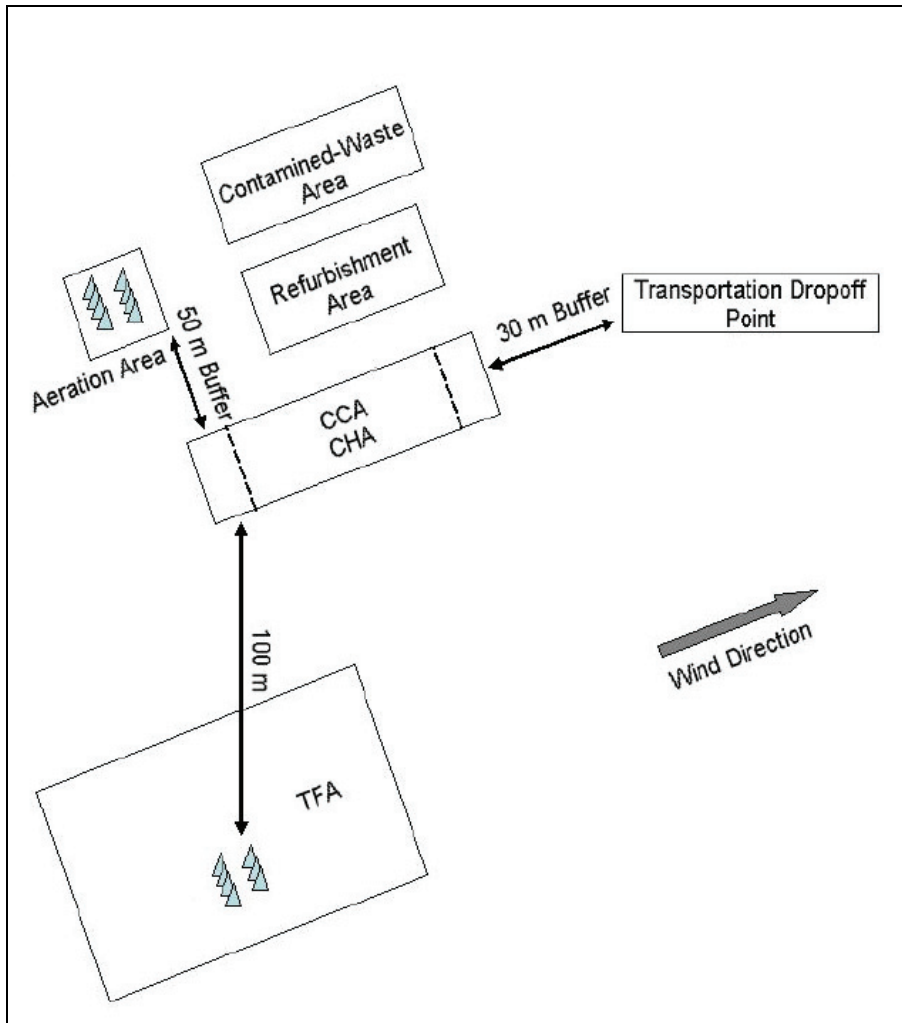 Contamined-Waste
Area
Refurbishment
Area
Transportation Dropoff
Point
30 m Buffer
50 m Buffer
Aeration Area
CCA
CHA
100 m
Wind Direction
TFA